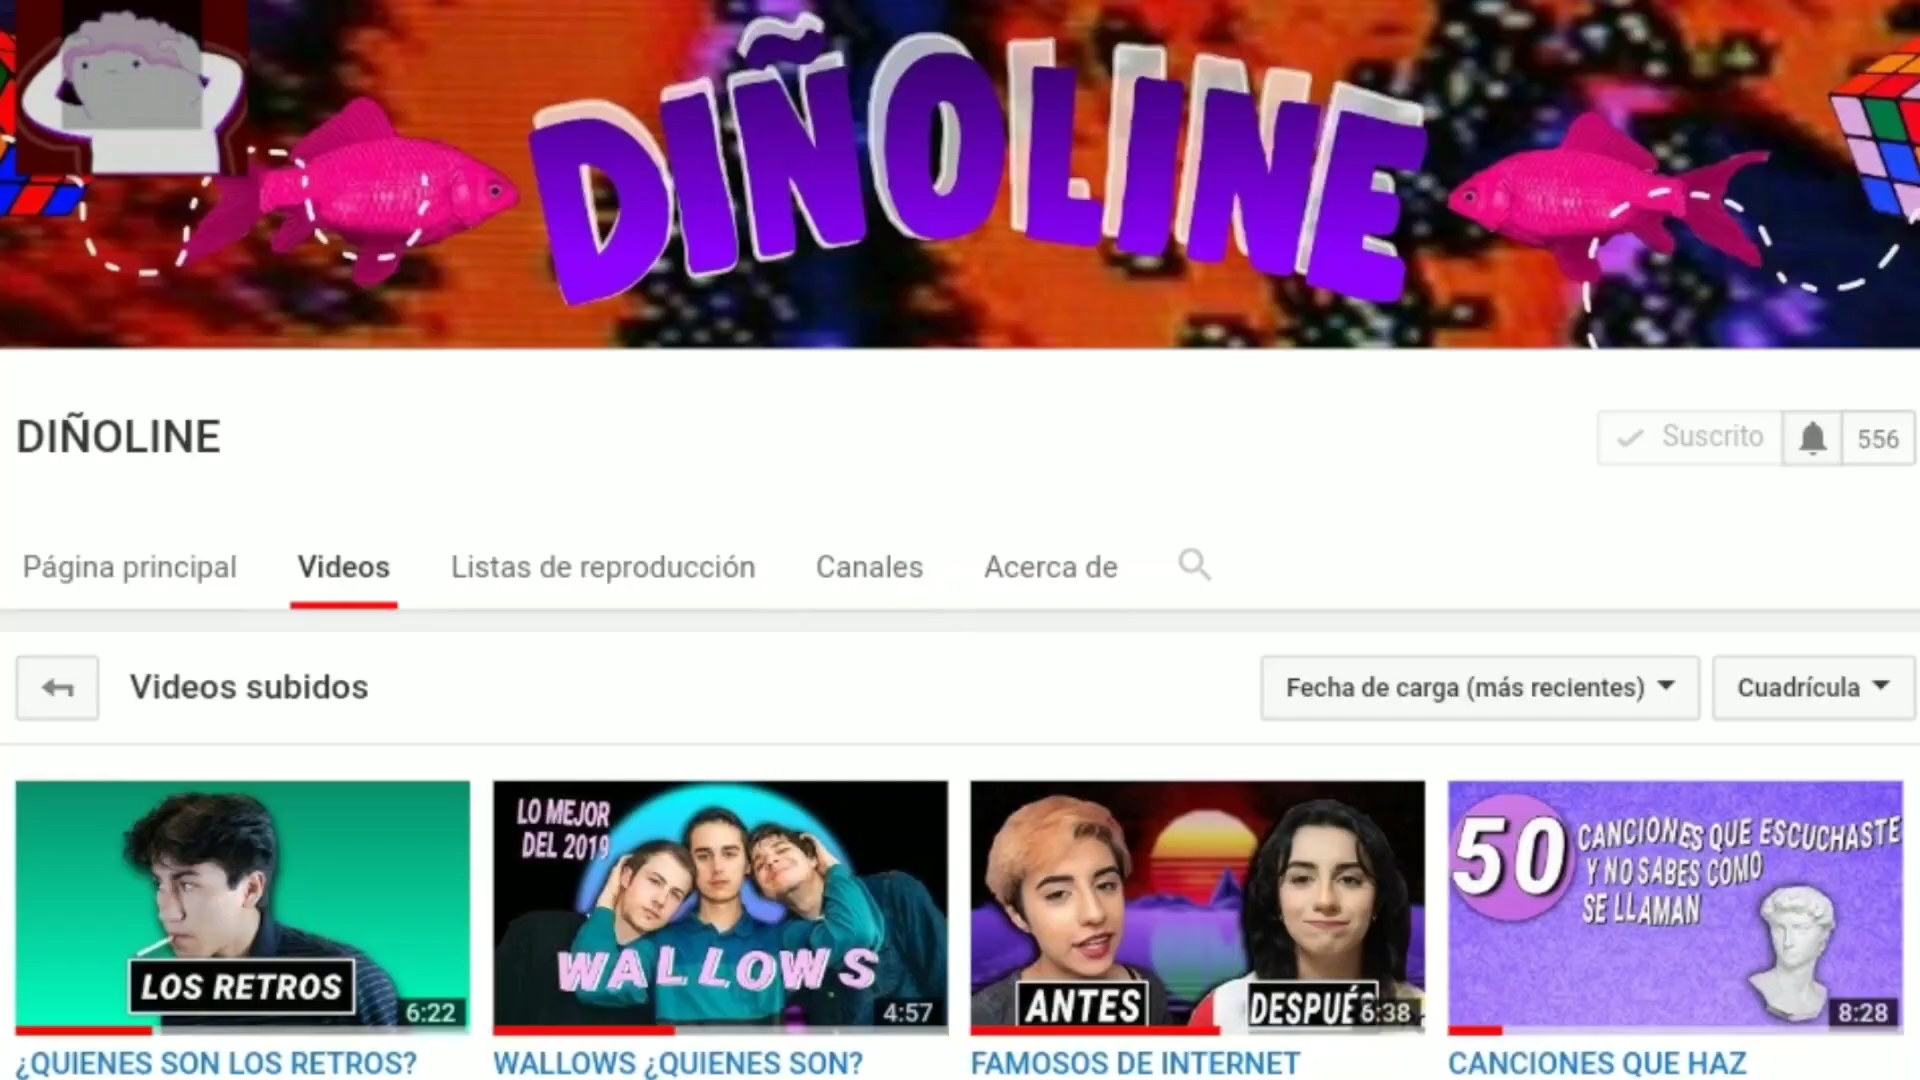 DIÑOLINE
DIÑOLINE
Suscrito
556
Página principal
Videos
Listas de reproducción
Canales
Acerca de
Videos subidos
Fecha de carga (más recientes)
Cuadrícula
LOS RETROS
6:22
LO MEJOR
DEL 2019
WALLOWS
4:57
ANTES
DESPUÉS
6:38
50
CANCIONES QUE ESCUCHASTE
Y NO SABES COMO
SE LLAMAN
8:28
¿QUIENES SON LOS RETROS?
WALLOWS ¿QUIENES SON?
FAMOSOS DE INTERNET
CANCIONES QUE HAZ